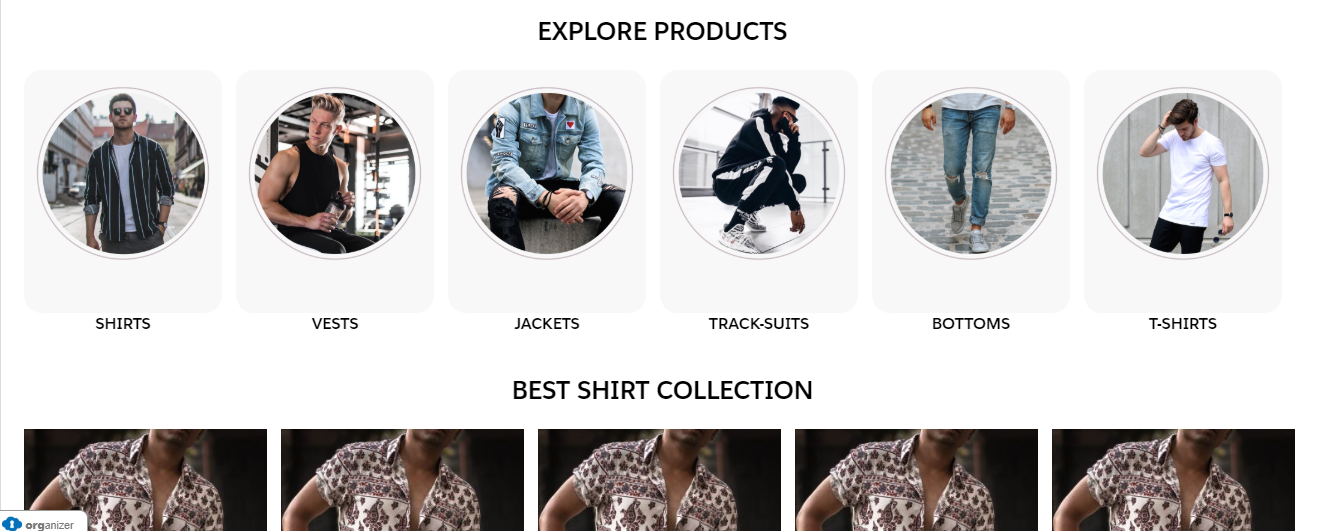 EXPLORE PRODUCTS
SHIRTS
VESTS
JACKETS
TRACK-SUITS
BOTTOMS
T-SHIRTS
BEST SHIRT COLLECTION
organizer